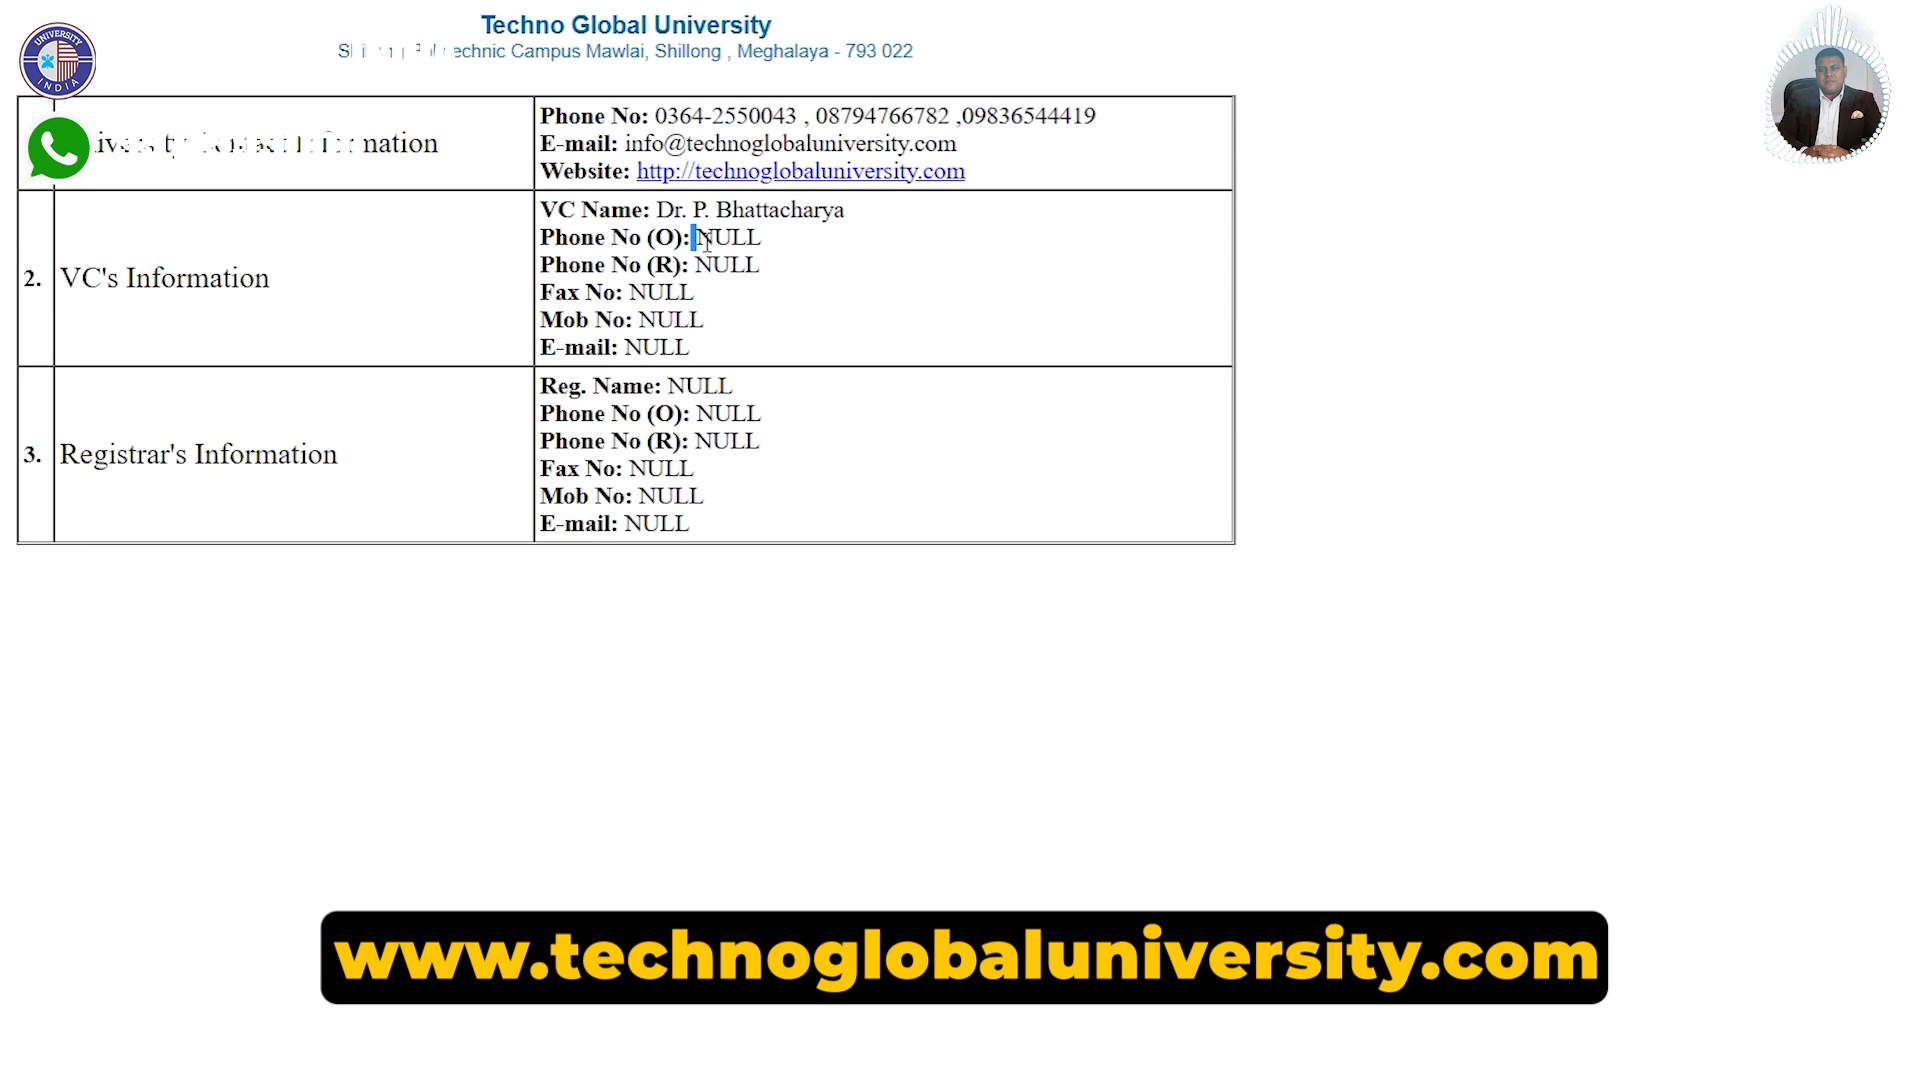 Techno Global University
echnic Campus Mawlai, Shillong , Meghalaya - 793 022
UNIVERSITY
INDIA
mation
Phone No: 0364-2550043 , 08794766782 ,09836544419
E-mail: info@technoglobaluniversity.com
Website: http://technoglobaluniversity.com
2. VC's Information
VC Name: Dr. P. Bhattacharya
Phone No (O): NULL
Phone No (R): NULL
Fax No: NULL
Mob No: NULL
E-mail: NULL
3. Registrar's Information
Reg. Name: NULL
Phone No (O): NULL
Phone No (R): NULL
Fax No: NULL
Mob No: NULL
E-mail: NULL
www.technoglobaluniversity.com